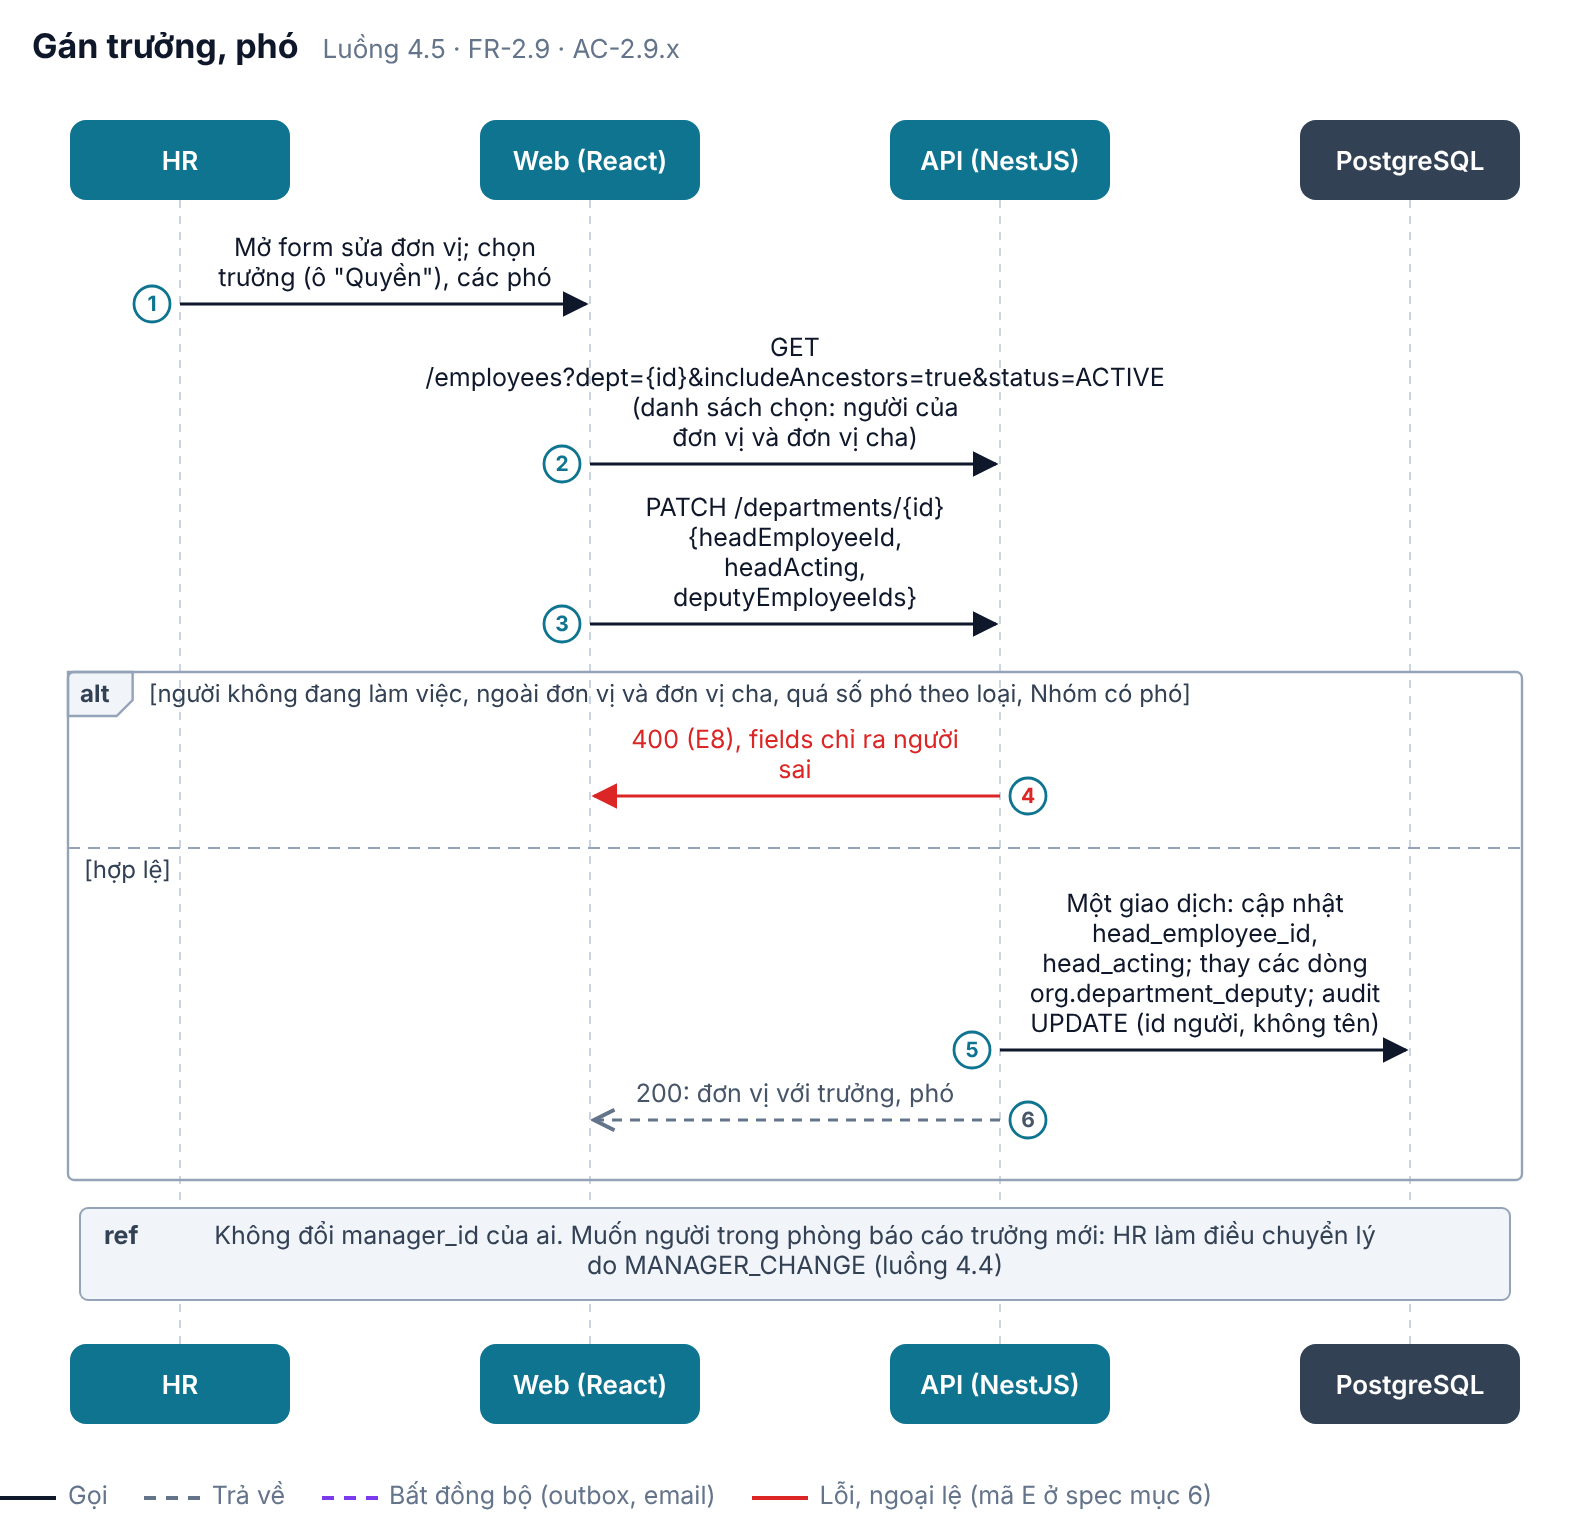 Gán trưởng, phó Luồng 4.5 · FR-2.9 · AC-2.9.x
HR
Web (React)
API (NestJS)
PostgreSQL
Mở form sửa đơn vị; chọn
trưởng (ô "Quyền"), các phó
1
GET
/employees?dept={id}&includeAncestors=true&status=ACTIVE
(danh sách chọn: người của
đơn vị và đơn vị cha)
2
PATCH /departments/{id}
{headEmployeeId,
headActing,
deputyEmployeeIds}
3
alt [người không đang làm việc, ngoài đơn vị và đơn vị cha, quá số phó theo loại, Nhóm có phó]
400 (E8), fields chỉ ra người
sai
4
[hợp lệ]
Một giao dịch: cập nhật
head_employee_id,
head_acting; thay các dòng
org.department_deputy; audit
UPDATE (id người, không tên)
5
200: đơn vị với trưởng, phó
6
ref Không đổi manager_id của ai. Muốn người trong phòng báo cáo trưởng mới: HR làm điều chuyển lý
do MANAGER_CHANGE (luồng 4.4)
HR
Web (React)
API (NestJS)
PostgreSQL
Gọi
Trả về
Bất đồng bộ (outbox, email)
Lỗi, ngoại lệ (mã E ở spec mục 6)